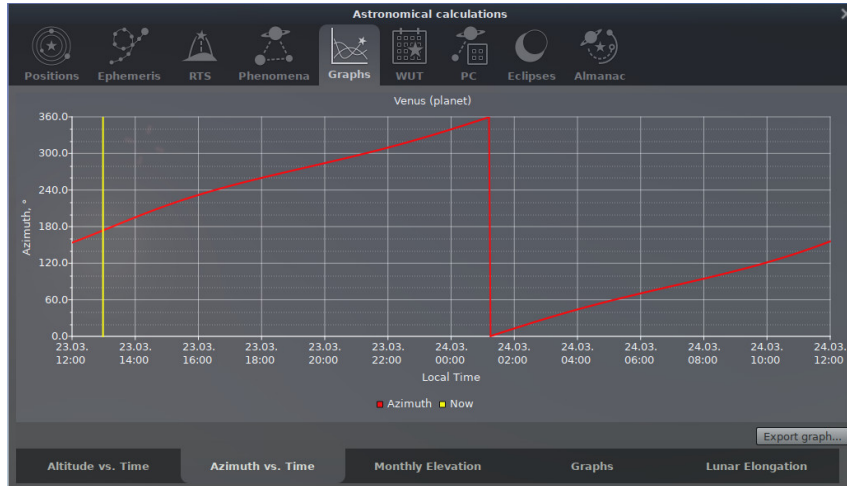 Astronomical calculations
Positions Ephemeris RTS Phenomena Graphs WUT PC Eclipses Almanac
Venus (planet)
360.0
300.0
240.0
180.0
120.0
60.0
0.0
Azimuth, °
23.03. 23.03. 23.03. 23.03. 23.03. 23.03. 24.03. 24.03. 24.03. 24.03. 24.03. 24.03. 24.03.
12:00 14:00 16:00 18:00 20:00 22:00 00:00 02:00 04:00 06:00 08:00 10:00 12:00
Local Time
Azimuth Now
Export graph...
Altitude vs. Time Azimuth vs. Time Monthly Elevation Graphs Lunar Elongation